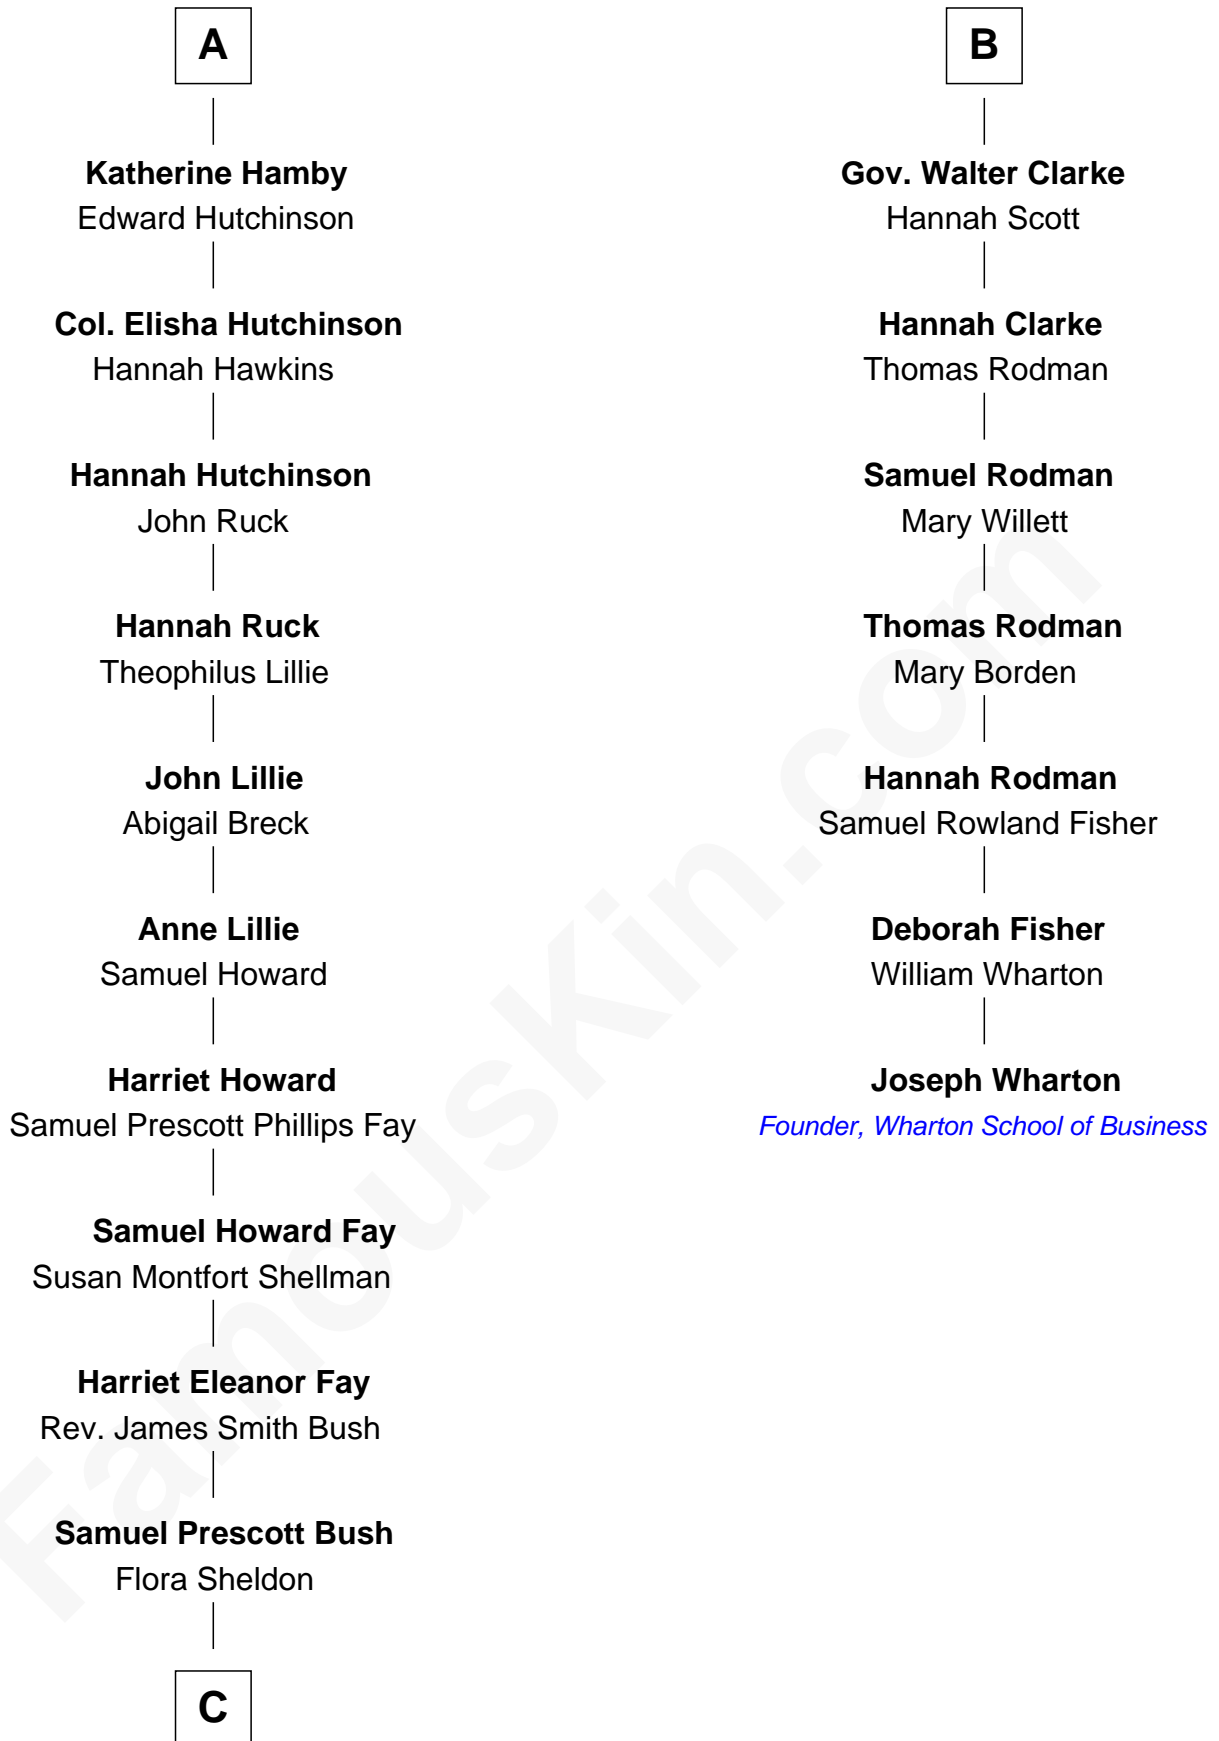 A
Katherine Hamby
Edward Hutchinson
Col. Elisha Hutchinson
Hannah Hawkins
Hannah Hutchinson
John Ruck
Hannah Ruck
Theophilus Lillie
John Lillie
Abigail Breck
Anne Lillie
Samuel Howard
Harriet Howard
Samuel Prescott Phillips Fay
Samuel Howard Fay
Susan Montfort Shellman
Harriet Eleanor Fay
Rev. James Smith Bush
Samuel Prescott Bush
Flora Sheldon
C
B
Gov. Walter Clarke
Hannah Scott
Hannah Clarke
Thomas Rodman
Samuel Rodman
Mary Willett
Thomas Rodman
Mary Borden
Hannah Rodman
Samuel Rowland Fisher
Deborah Fisher
William Wharton
Joseph Wharton
Founder, Wharton School of Business
FamousKin.com